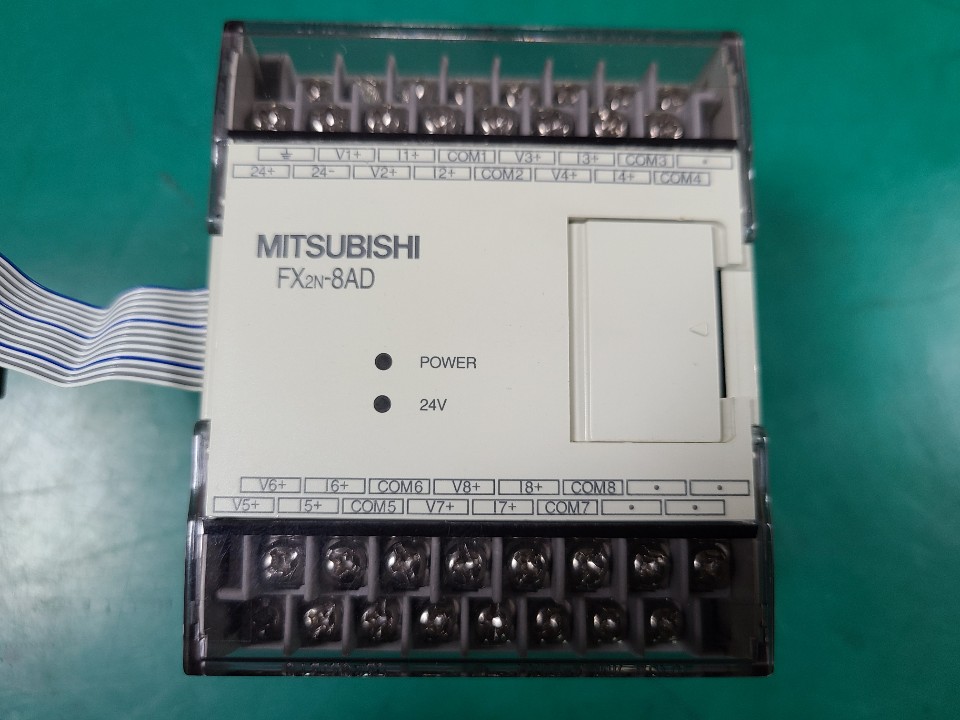 ⏚ V1+ I1+ COM1 V3+ I3+ COM3 •
24+ 24- V2+ I2+ COM2 V4+ I4+ COM4
MITSUBISHI
FX2N-8AD
POWER
24V
V6+ I6+ COM6 V8+ I8+ COM8 • •
V5+ I5+ COM5 V7+ I7+ COM7 • •